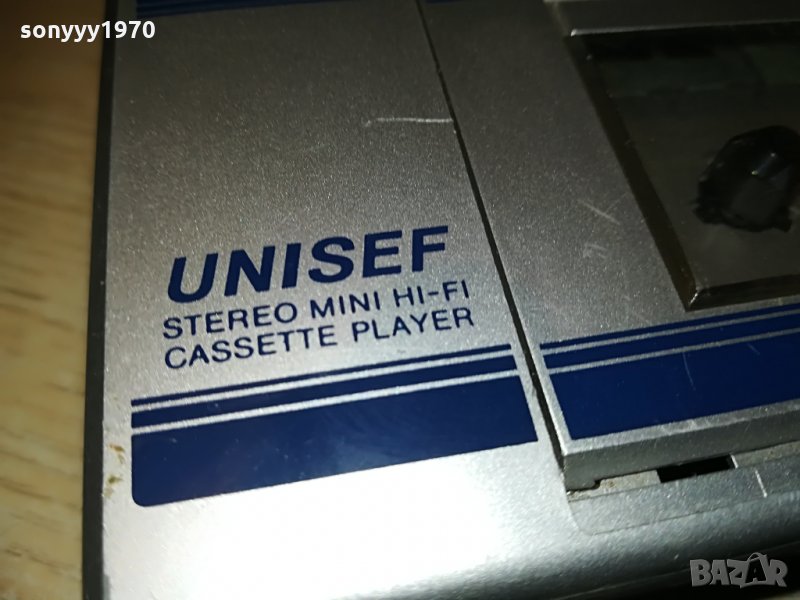 sonyyy1970
UNISEF
STEREO MINI HI-FI
CASSETTE PLAYER
BAZAR